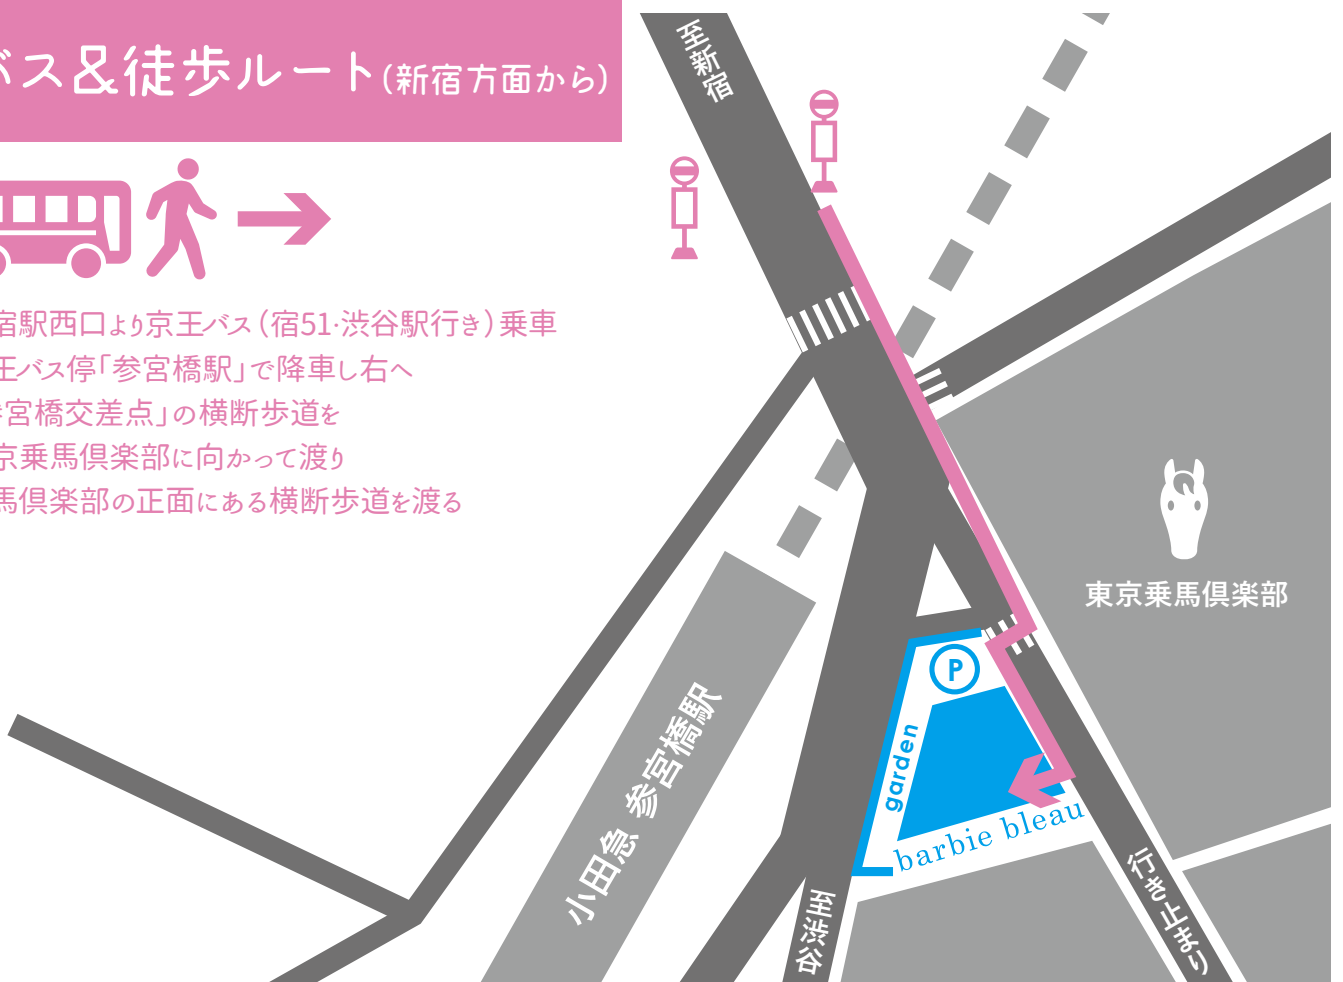 バス&徒歩ルート(新宿方面から)
宿駅西口より京王バス(宿51·渋谷駅行き)乗車
王バス停「参宮橋駅」で降車し右へ
宮橋交差点」の横断歩道を
京乗馬倶楽部に向かって渡り
馬倶楽部の正面にある横断歩道を渡る
至新宿
東京乗馬倶楽部
小田急 参宮橋駅
P
garden
barbie bleau
至渋谷
行き止まり